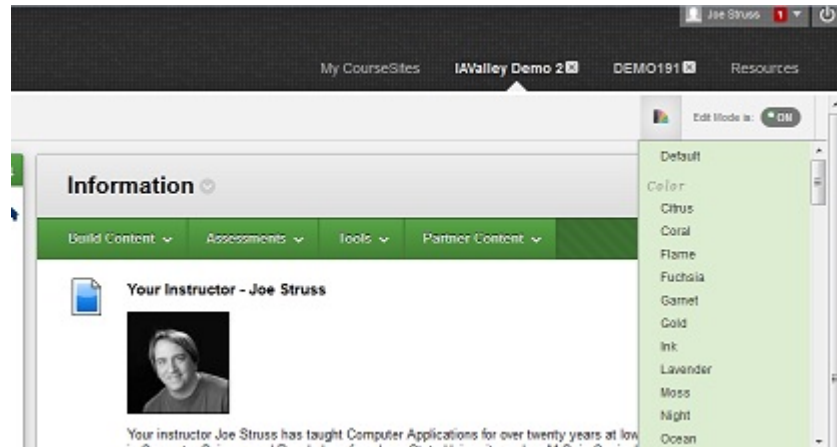 Joe Struss 1
My CourseSites IAValley Demo 2 DEMO191 Resources
Edit Mode is: ON
Default
Information
Color
Citrus
Build Content Assessments Tools Partner Content
Coral
Flame
Your Instructor - Joe Struss
Fuchsia
Garnet
Gold
Ink
Lavender
Moss
Night
Your instructor Joe Struss has taught Computer Applications for over twenty years at Iow
Ocean